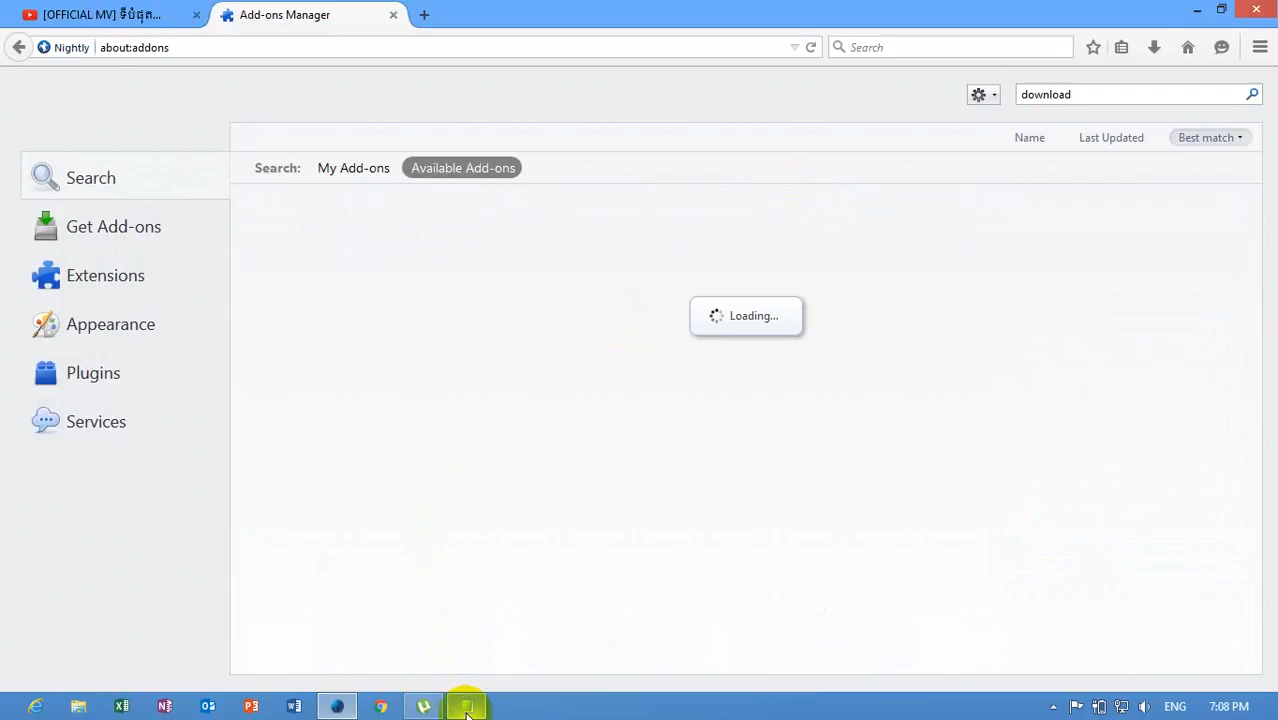 [OFFICIAL MV] ទីបំផុត...
Add-ons Manager
Nightly about:addons
Search
download
Name Last Updated Best match
Search: My Add-ons Available Add-ons
Search
Get Add-ons
Extensions
Appearance
Plugins
Services
Loading...
ENG 7:08 PM